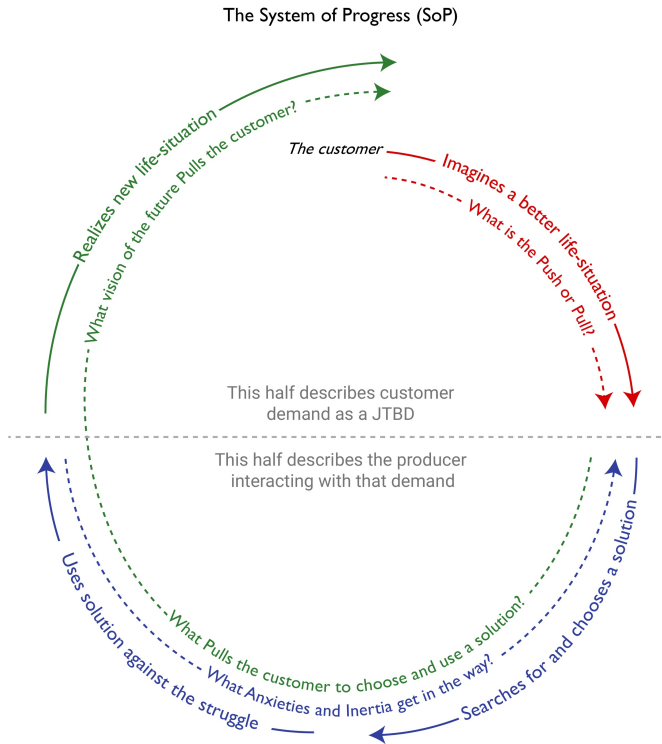 The System of Progress (SoP)
Realizes new life-situation
What vision of the future Pulls the customer?
The customer
Imagines a better life-situation
What is the Push or Pull?
This half describes customer
demand as a JTBD
This half describes the producer
interacting with that demand
Searches for and chooses a solution
What Pulls the customer to choose and use a solution?
What Anxieties and Inertia get in the way?
Uses solution against the struggle